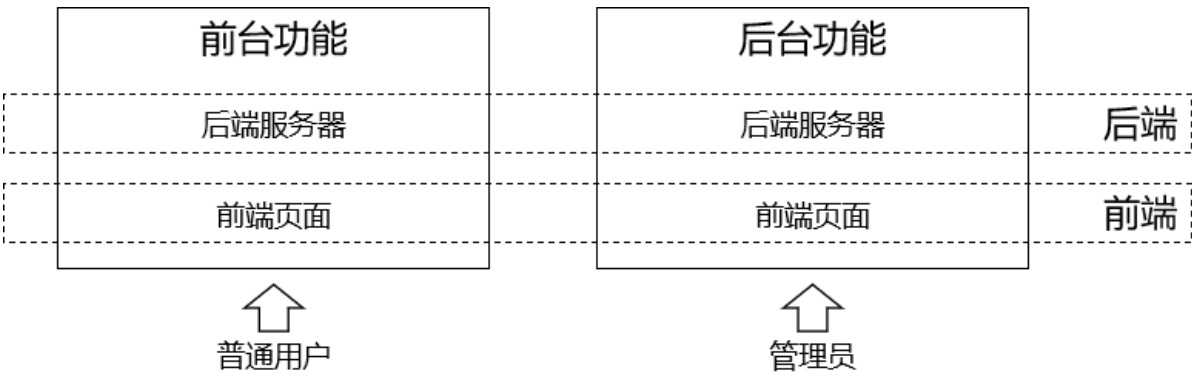 前台功能
后台功能
后端服务器
后端服务器
后端
前端页面
前端页面
前端
普通用户
管理员